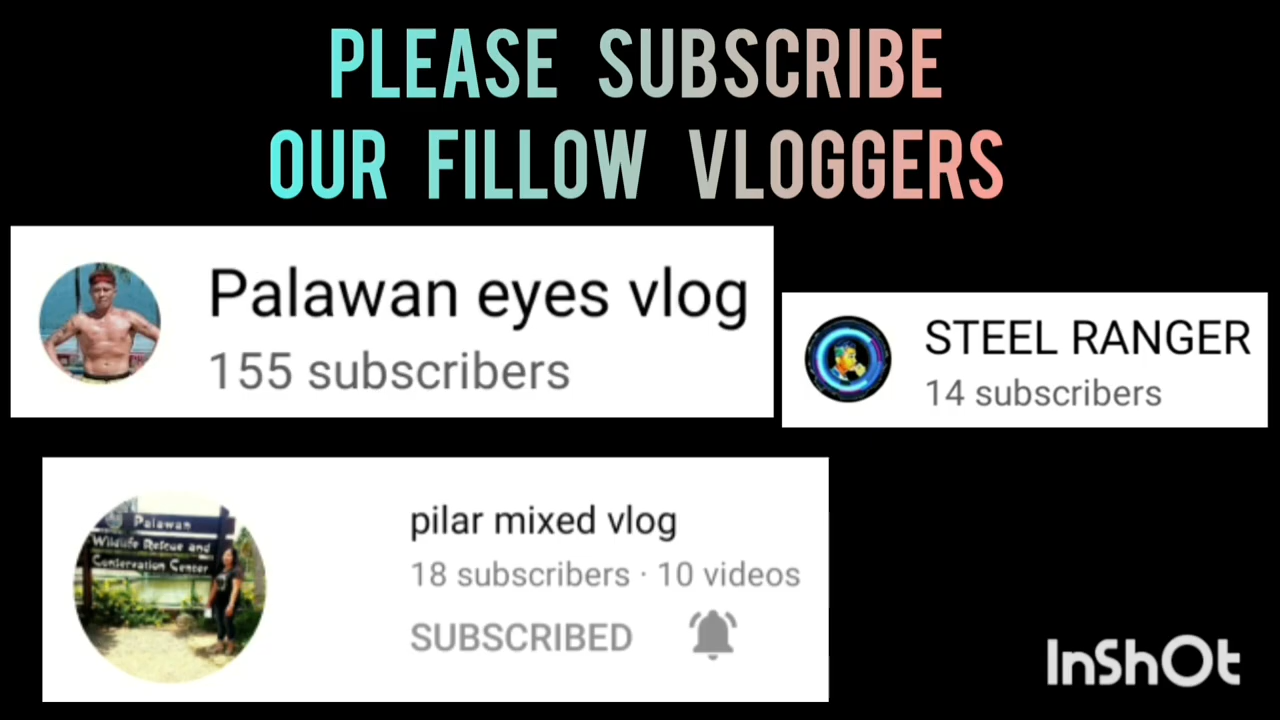 PLEASE SUBSCRIBE
OUR FILLOW VLOGGERS
Palawan eyes vlog
155 subscribers
STEEL RANGER
14 subscribers
Palawan
Wildlife Rescue and
Conservation Center
pilar mixed vlog
18 subscribers · 10 videos
SUBSCRIBED
InShOt